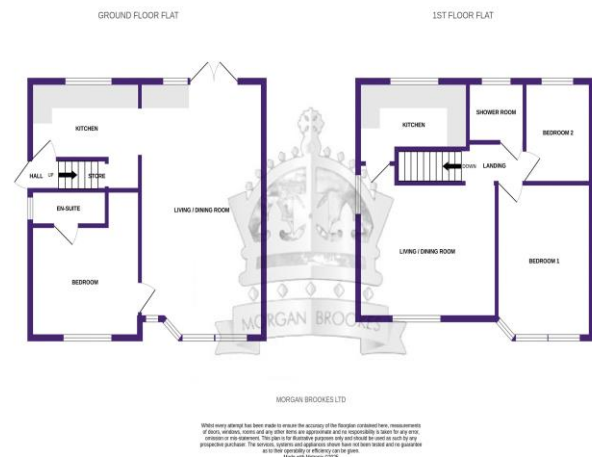 GROUND FLOOR FLAT
1ST FLOOR FLAT
KITCHEN
HALL
UP
STORE
EN-SUITE
LIVING / DINING ROOM
BEDROOM
KITCHEN
SHOWER ROOM
BEDROOM 2
DOWN
LANDING
LIVING / DINING ROOM
BEDROOM 1
MORGAN BROOKES
MORGAN BROOKES LTD
Whilst every attempt has been made to ensure the accuracy of the floorplan contained here, measurements
of doors, windows, rooms and any other items are approximate and no responsibility is taken for any error,
omission or mis-statement. This plan is for illustrative purposes only and should be used as such by any
prospective purchaser. The services, systems and appliances shown have not been tested and no guarantee
as to their operability or efficiency can be given.
Made with Metropix ©2025